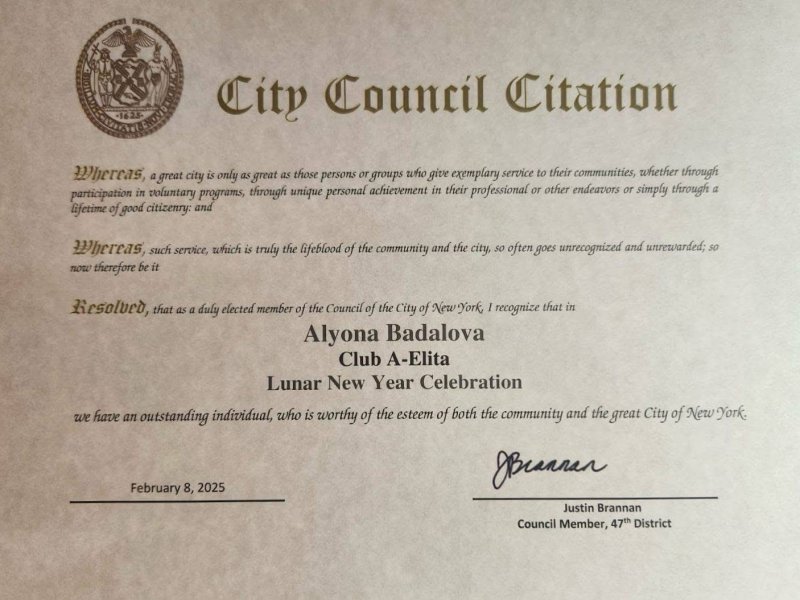 City Council Citation
·1625·
Whereas, a great city is only as great as those persons or groups who give exemplary service to their communities, whether through
participation in voluntary programs, through unique personal achievement in their professional or other endeavors or simply through a
lifetime of good citizenry: and
Whereas, such service, which is truly the lifeblood of the community and the city, so often goes unrecognized and unrewarded; so
now therefore be it
Resolved, that as a duly elected member of the Council of the City of New York, I recognize that in
Alyona Badalova
Club A-Elita
Lunar New Year Celebration
we have an outstanding individual, who is worthy of the esteem of both the community and the great City of New York.
JBrannan
February 8, 2025
Justin Brannan
Council Member, 47th District